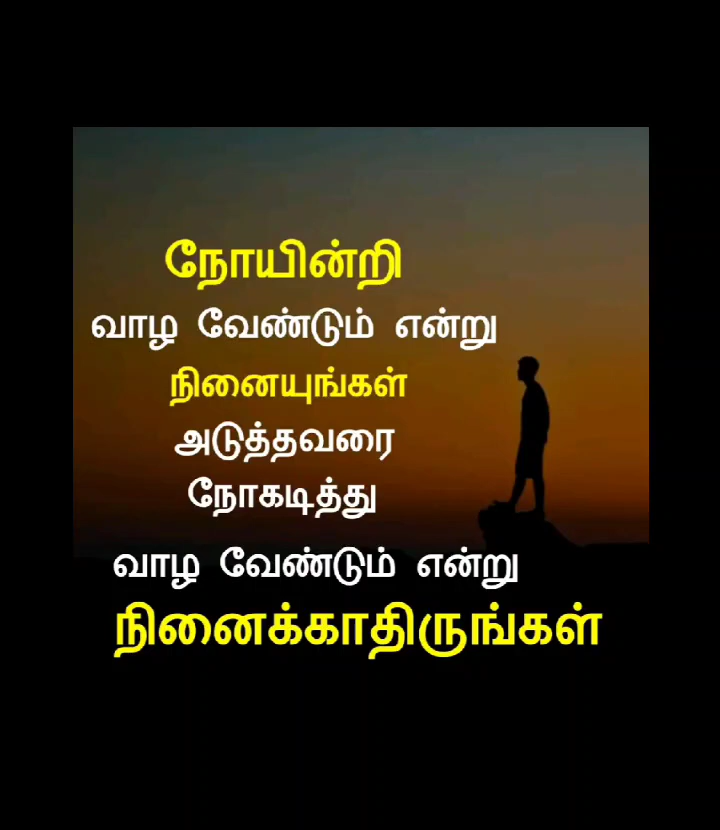 நோயின்றி
வாழ வேண்டும் என்று
நினையுங்கள்
அடுத்தவரை
நோகடித்து
வாழ வேண்டும் என்று
நினைக்காதிருங்கள்